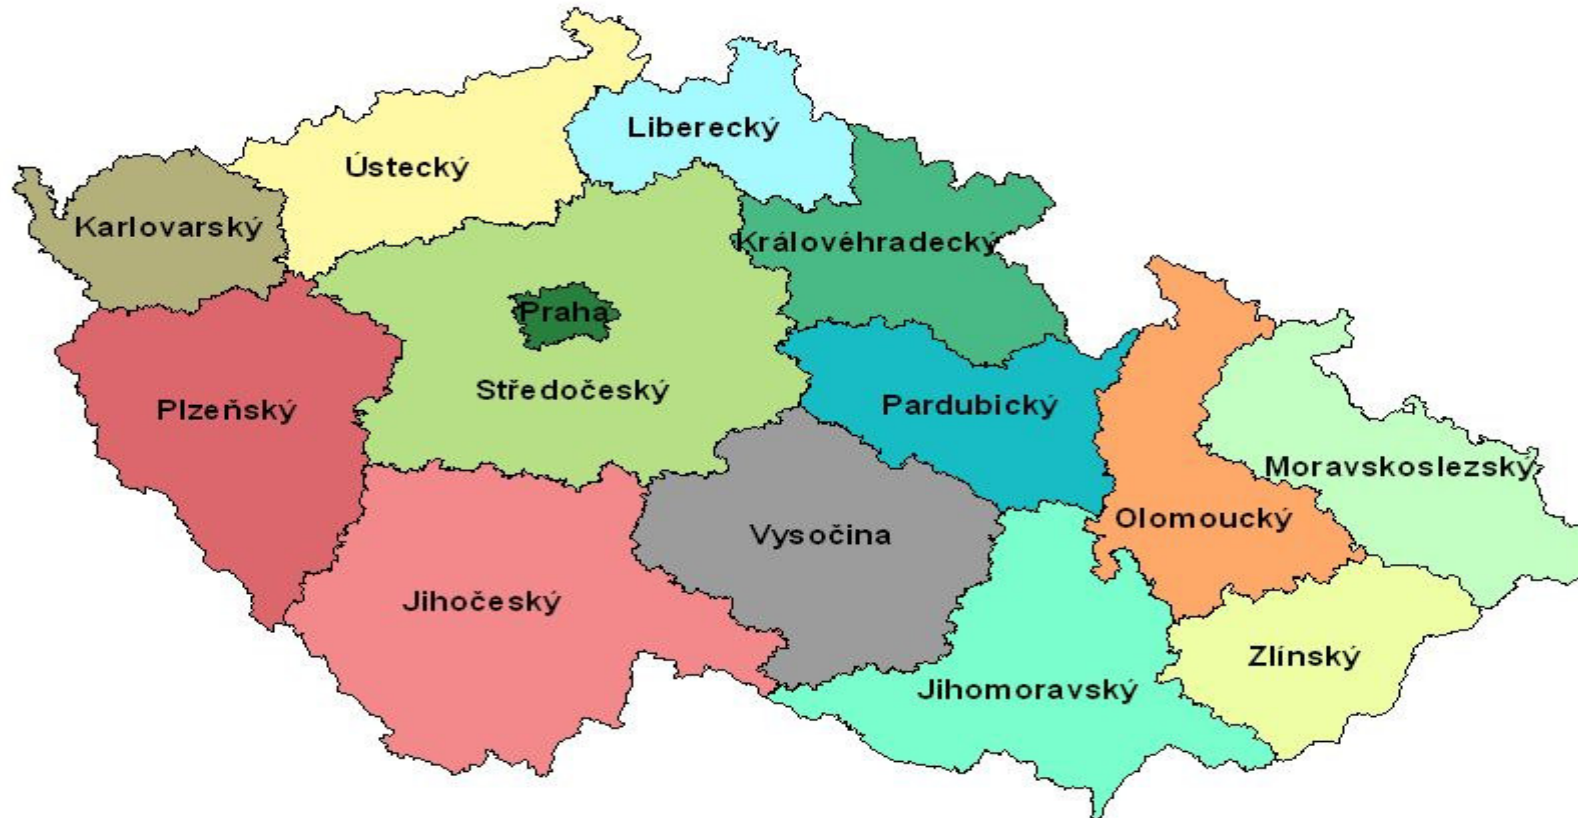 Liberecký
Ústecký
Karlovarský
Královéhradecký
Praha
Středočeský
Plzeňský
Pardubický
Moravskoslezský
Olomoucký
Vysočina
Jihočeský
Zlínský
Jihomoravský